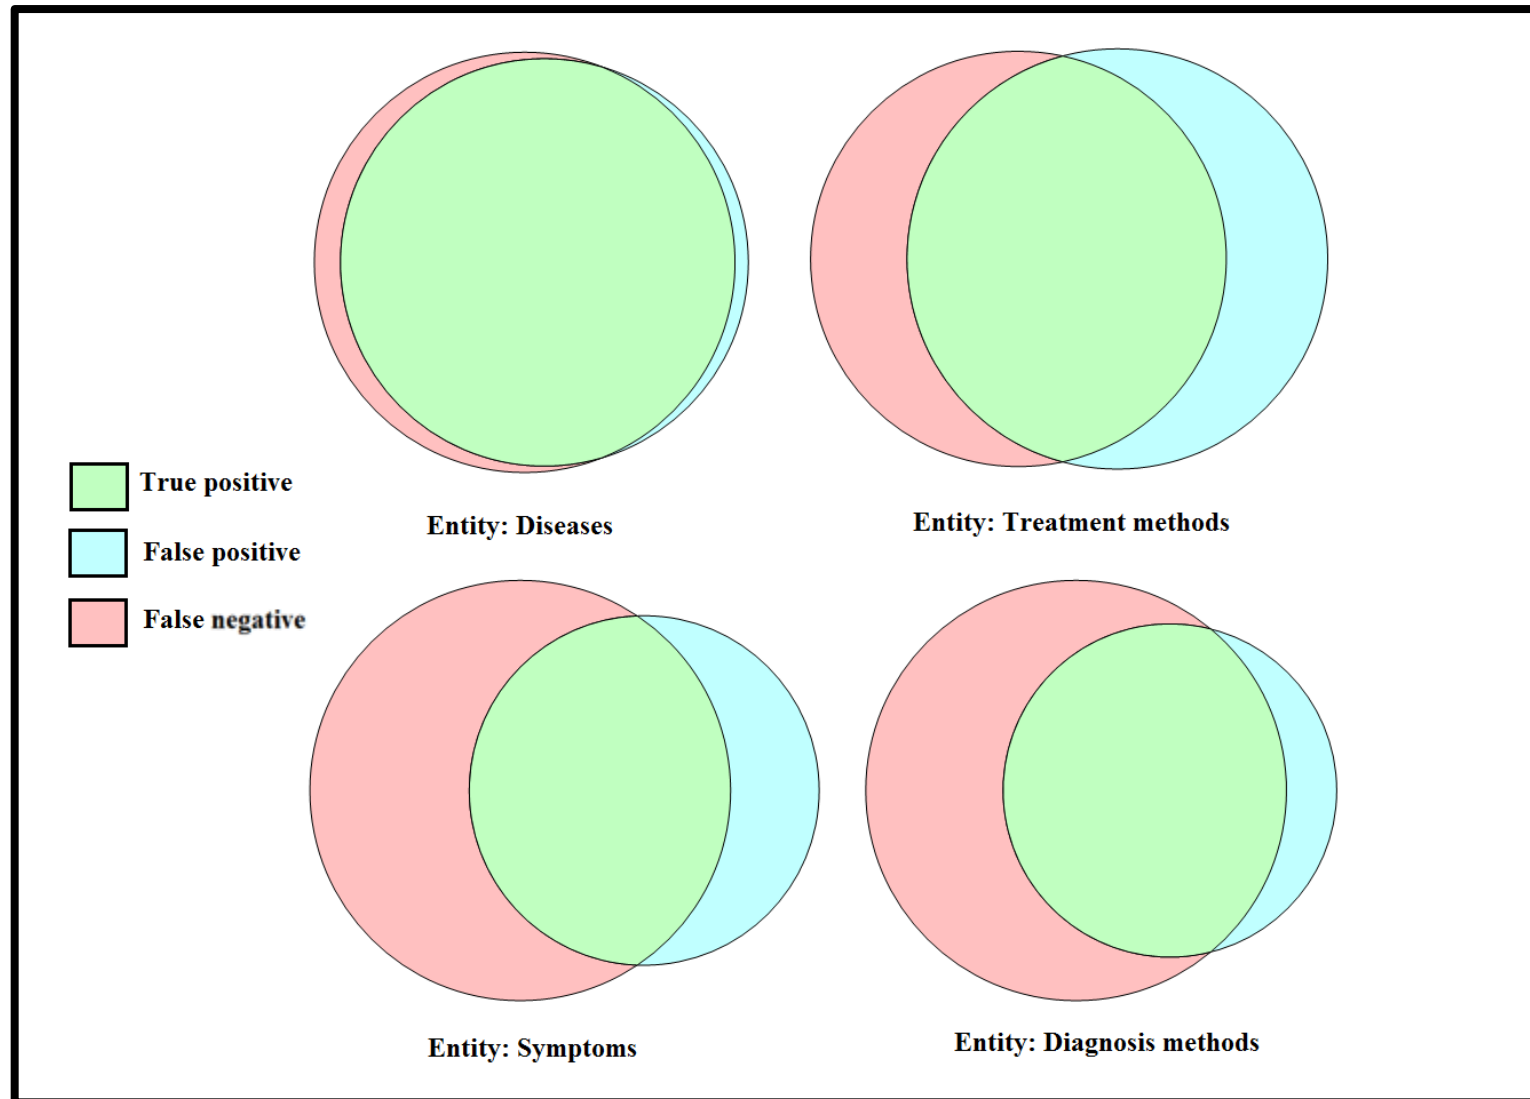 True positive
False positive
False negative
Entity: Diseases
Entity: Treatment methods
Entity: Symptoms
Entity: Diagnosis methods